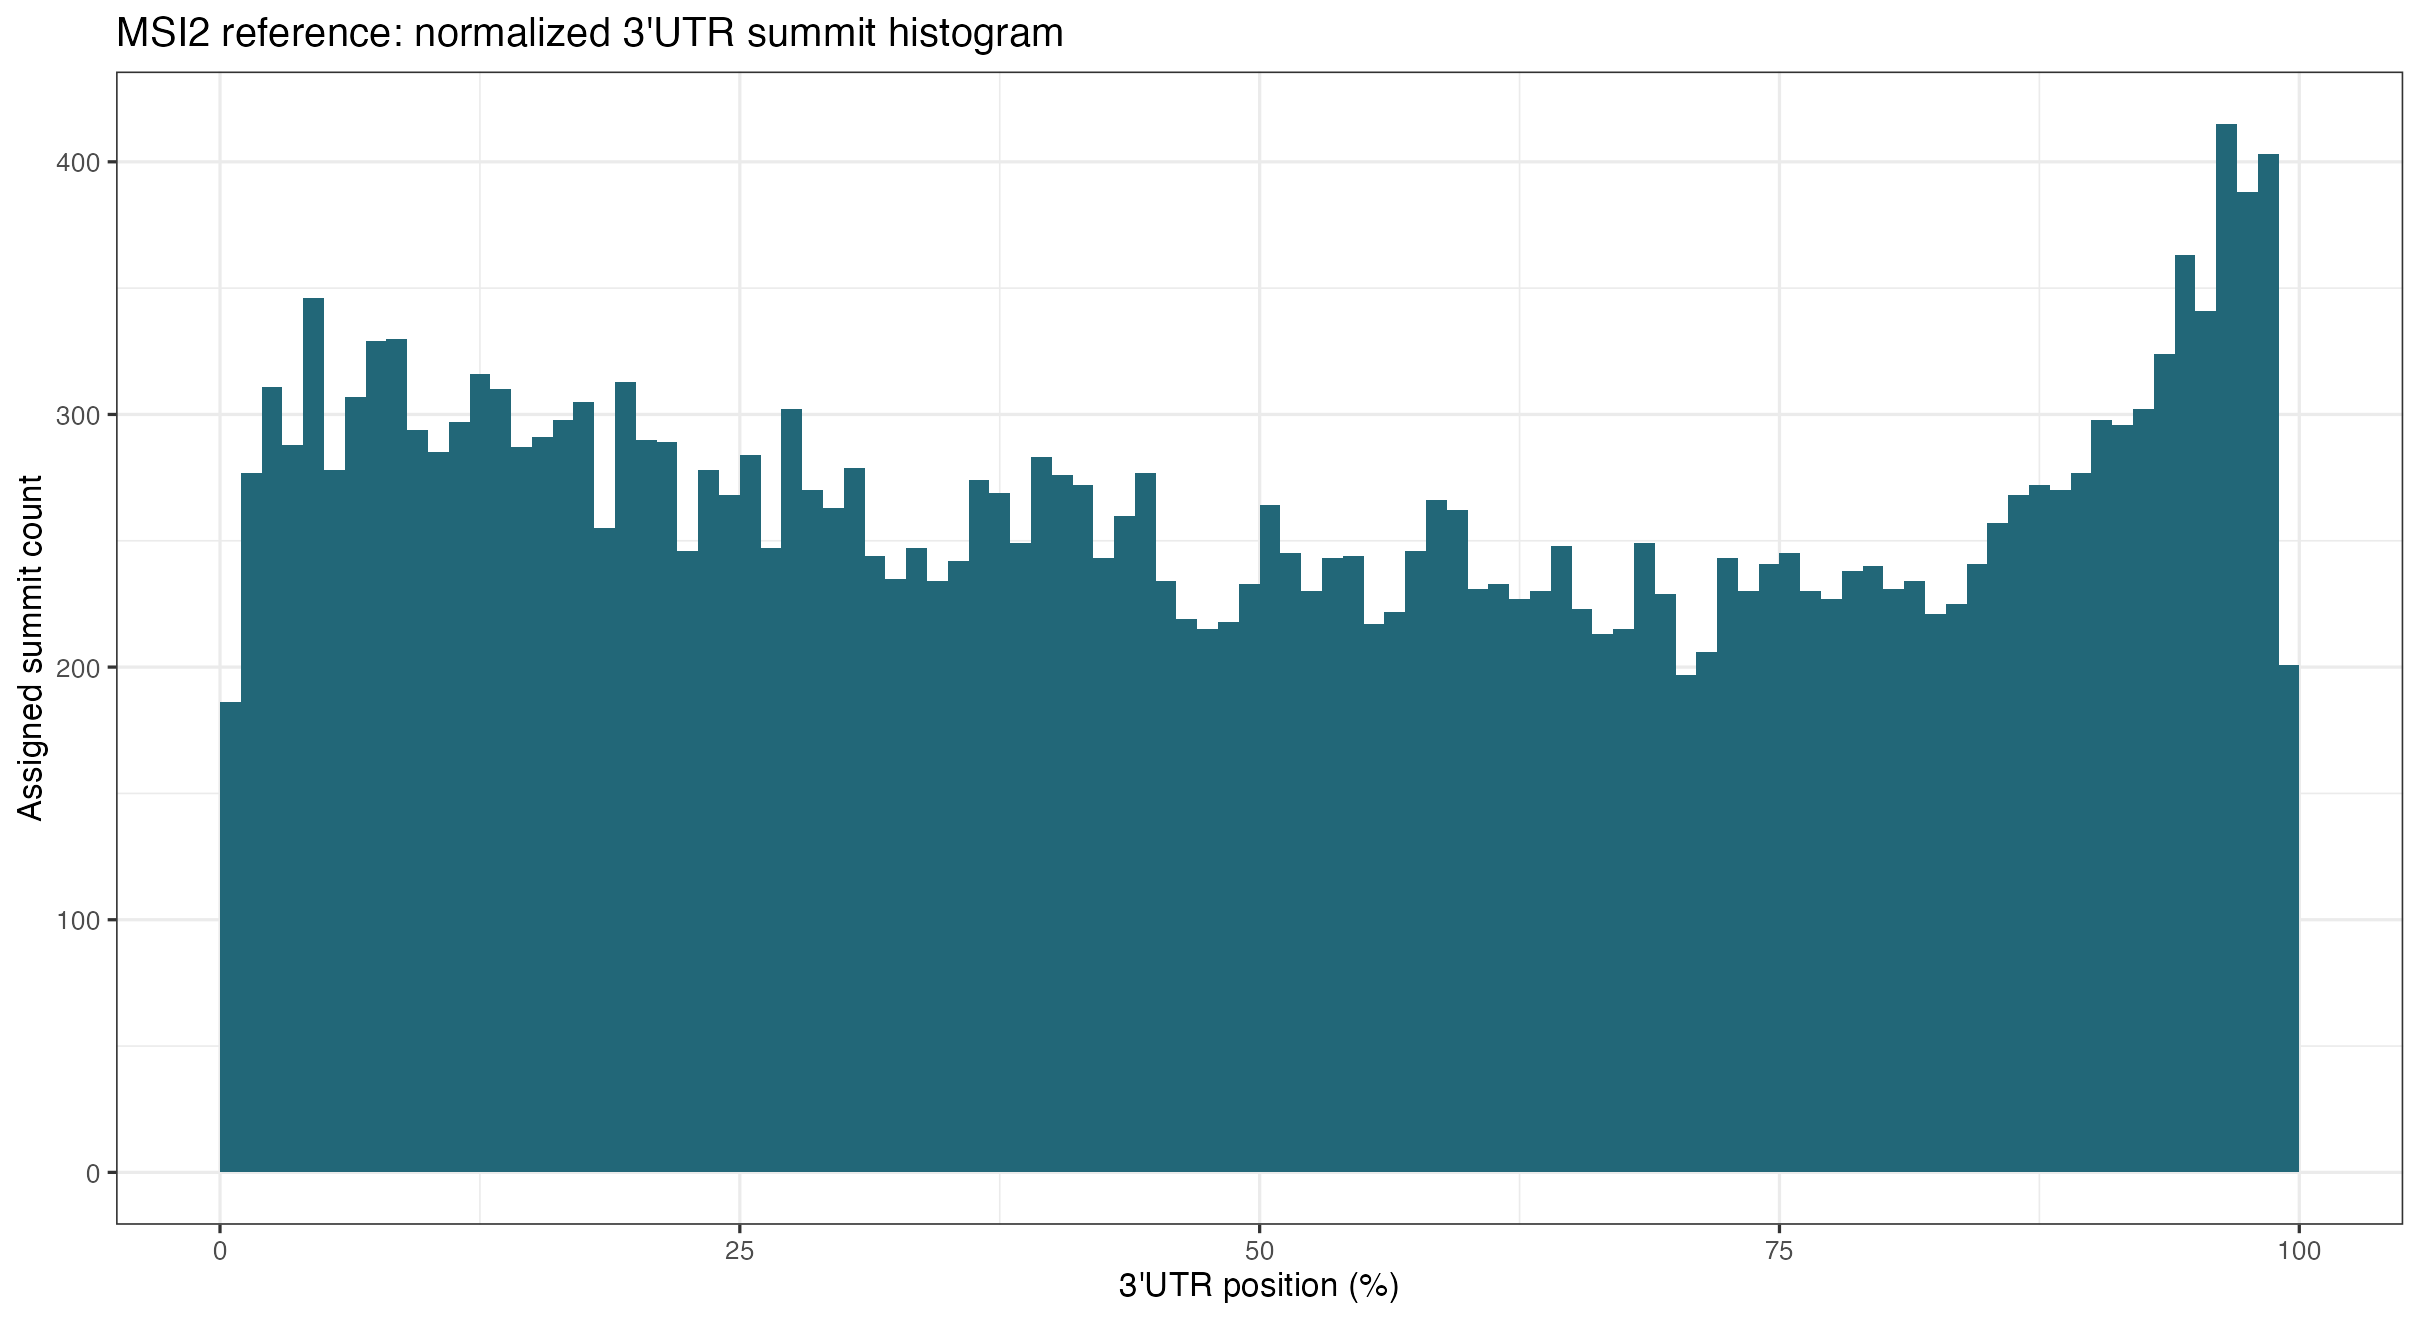 MSI2 reference: normalized 3'UTR summit histogram
Assigned summit count
400
300
200
100
0
0 25 50 75 100
3'UTR position (%)